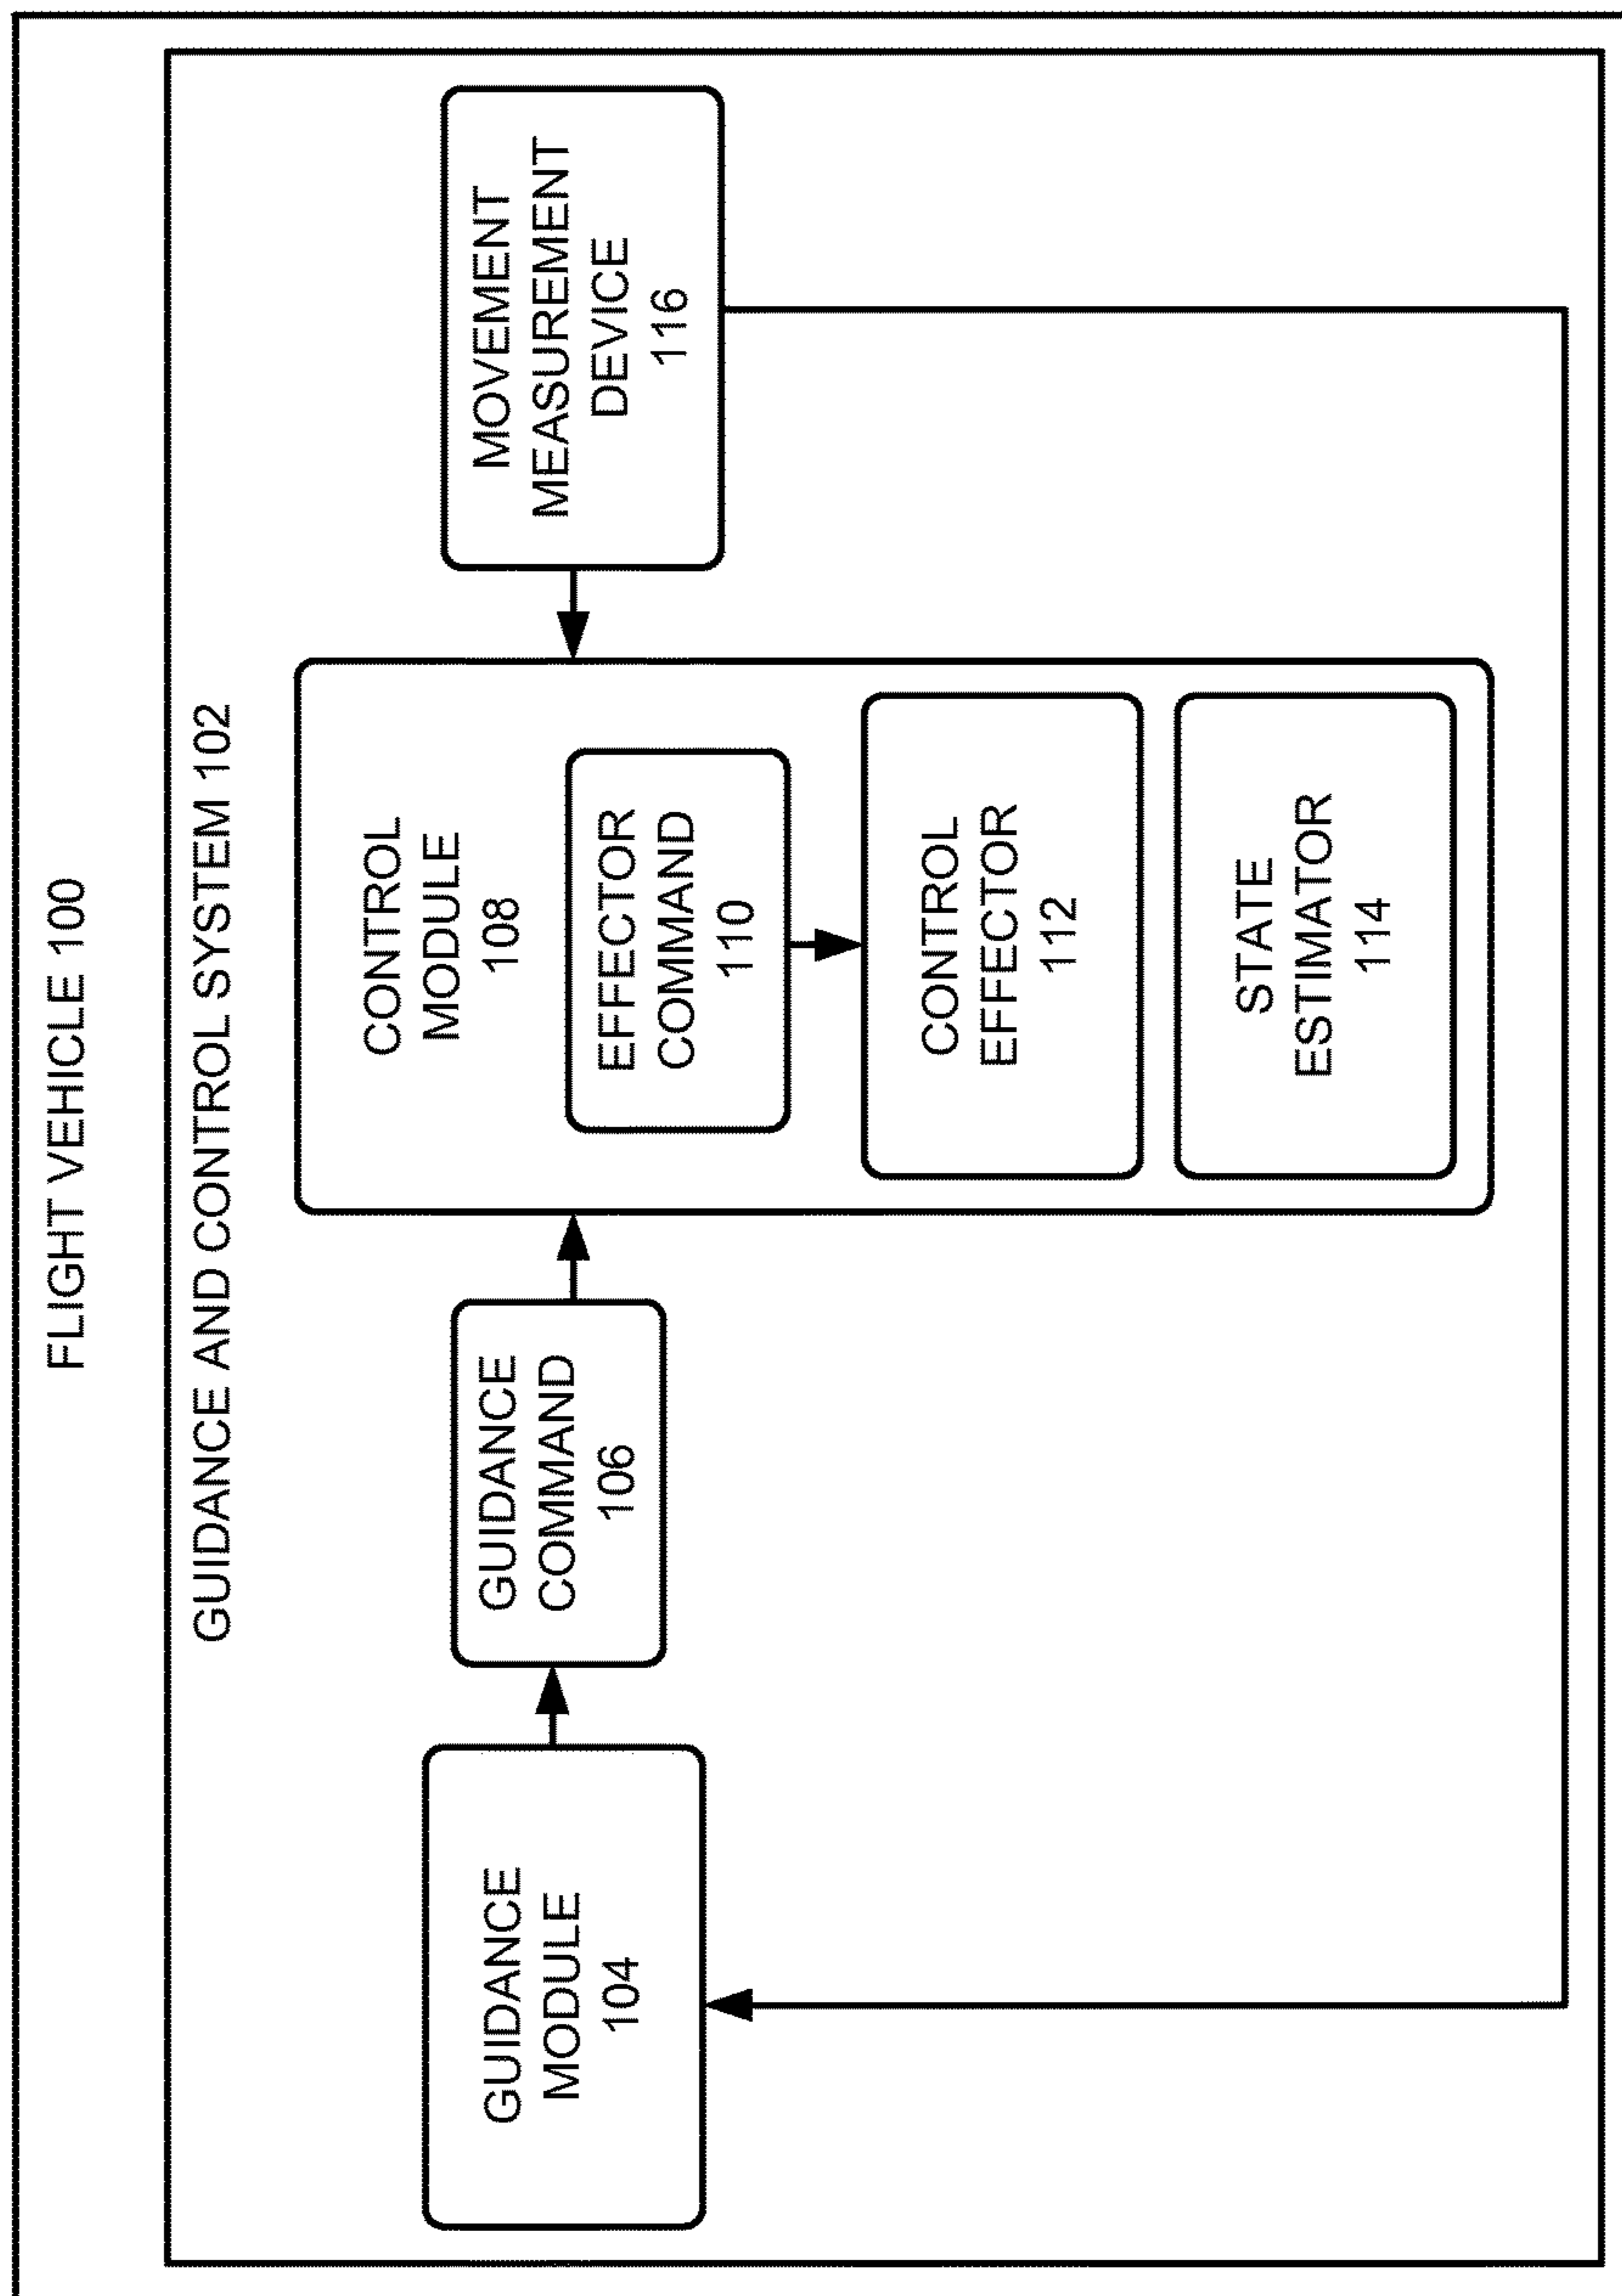 FLIGHT VEHICLE 100
GUIDANCE AND CONTROL SYSTEM 102
GUIDANCE
MODULE
104
GUIDANCE
COMMAND
106
CONTROL
MODULE
108
EFFECTOR
COMMAND
110
CONTROL
EFFECTOR
112
STATE
ESTIMATOR
114
MOVEMENT
MEASUREMENT
DEVICE
116